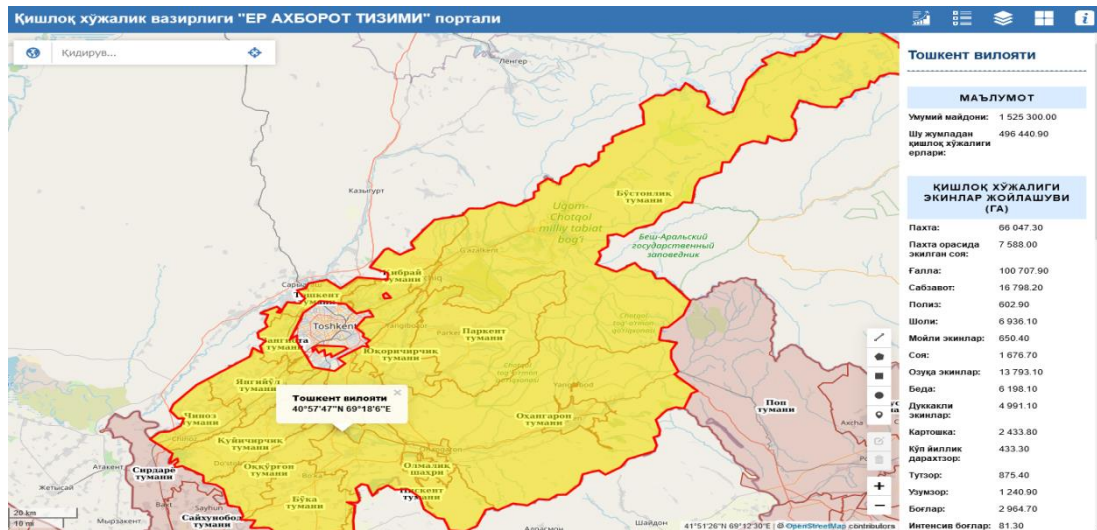 Қишлоқ хўжалик вазирлиги "ЕР АХБОРОТ ТИЗИМИ" портали
Қидирув...
Ленгер
Казыгурт
Бўстонлиқ
тумани
Ugom-
Chotqol
milliy tabiat
bog'i
Беш-Аральский
государственный
заповедник
Қибрай
тумани
Тошкент
тумани
Toshkent
Паркент
тумани
Юқоричирчиқ
тумани
Янгийўл
тумани
Тошкент вилояти
40°57'47"N 69°18'6"E
Чиноз
тумани
Оҳангарон
тумани
Поп
тумани
Қуйичирчиқ
тумани
Атакент
Сирдарё
тумани
Оққўрғон
тумани
Олмалиқ
шаҳри
Жетысай
Бўка
тумани
Пискент
тумани
Мырзакент
Сайхунобод
тумани
Шайдон
20 km
10 mi
41°51'26"N 69°12'30"E | © OpenStreetMap contributors
Тошкент вилояти
МАЪЛУМОТ
Умумий майдони: 1 525 300.00
Шу жумладан 496 440.90
қишлоқ хўжалиги
ерлари:
ҚИШЛОҚ ХЎЖАЛИГИ
ЭКИНЛАР ЖОЙЛАШУВИ
(ГА)
Пахта: 66 047.30
Пахта орасида 7 588.00
экилган соя:
Ғалла: 100 707.90
Сабзавот: 16 798.20
Полиз: 602.90
Шоли: 6 936.10
Мойли экинлар: 650.40
Соя: 1 676.70
Озуқа экинлар: 13 793.10
Беда: 6 198.10
Дуккакли 4 991.10
экинлар:
Картошка: 2 433.80
Кўп йиллик 433.30
дарахтзор:
Тутзор: 875.40
Узумзор: 1 240.90
Боғлар: 2 964.70
Интенсив боғлар: 81.30